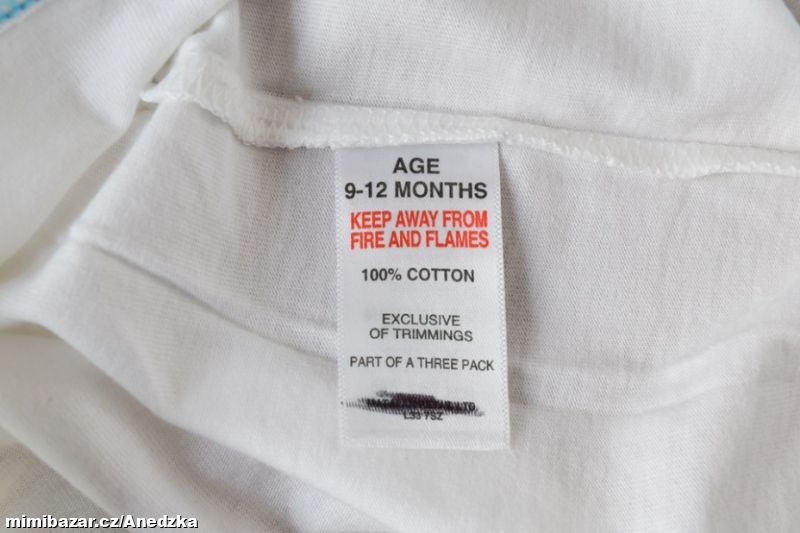 AGE
9-12 MONTHS
KEEP AWAY FROM
FIRE AND FLAMES
100% COTTON
EXCLUSIVE
OF TRIMMINGS
PART OF A THREE PACK
LTD
L33 7SZ
mimibazar.cz/Anedzka